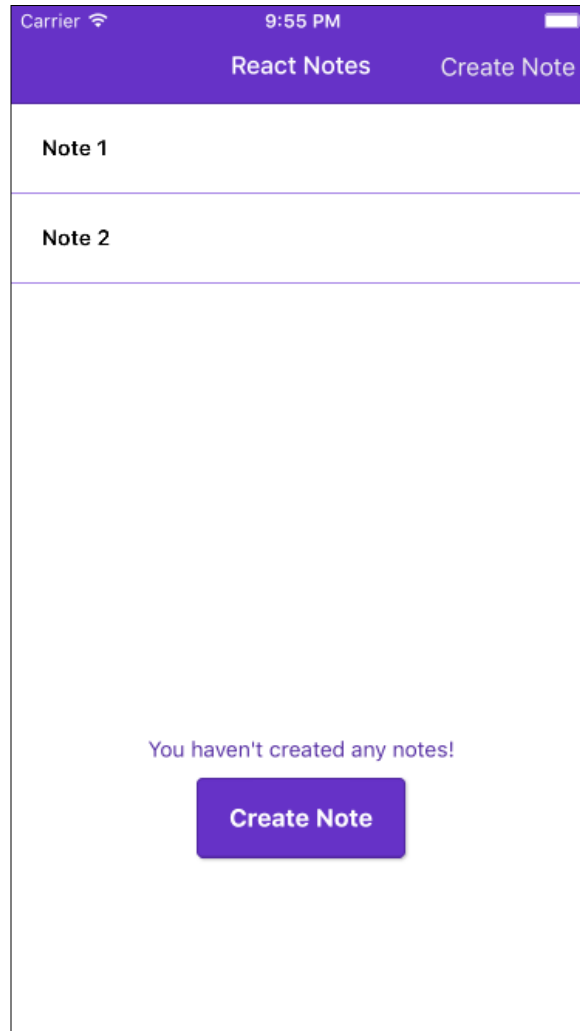 Carrier 9:55 PM
React Notes Create Note
Note 1
Note 2
You haven't created any notes!
Create Note